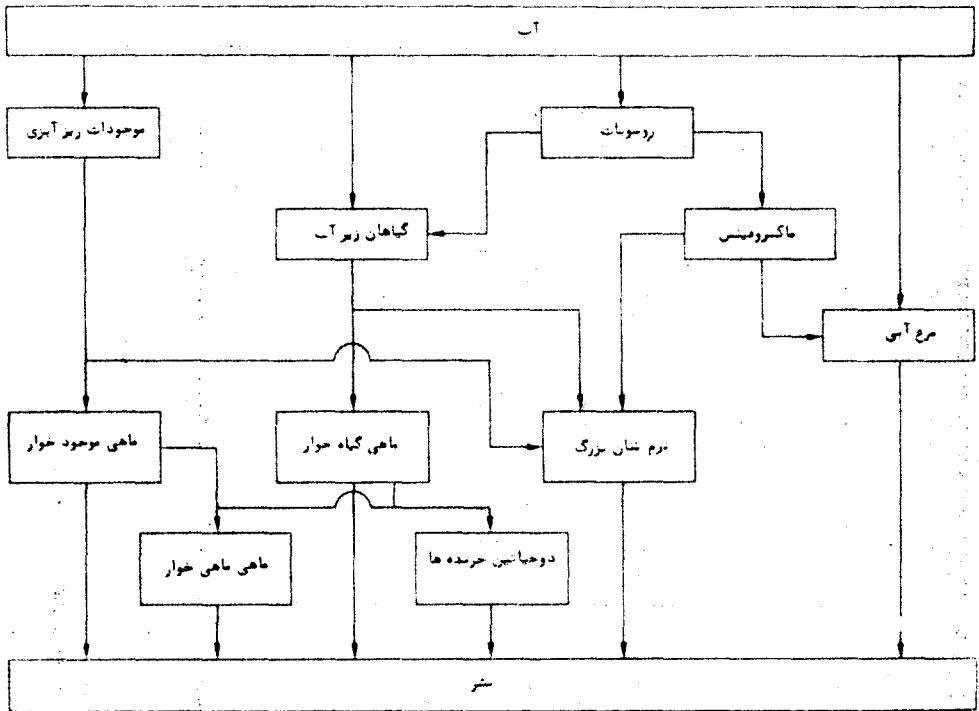 آب
موجودات ریز آبزی
رسوبات
گیاهان زیر آب
ماکروفیتس
مرغ آبی
ماهی موجود خوار
ماهی گیاه خوار
نرم تنان بزرگ
ماهی ماهی خوار
دوحیاتین خزنده ها
بشر